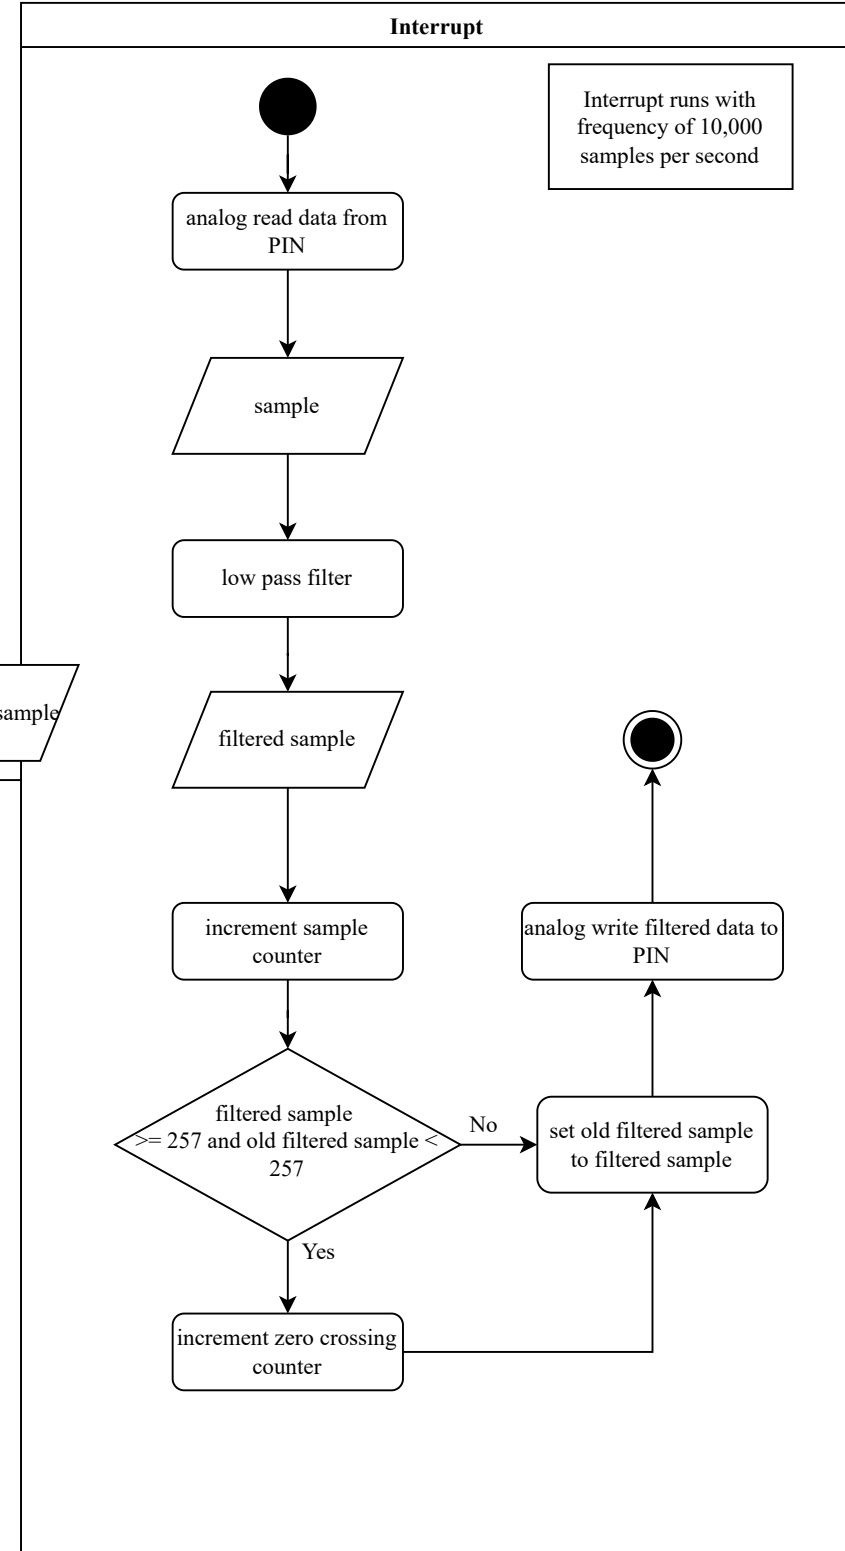 Interrupt
Interrupt runs with
frequency of 10,000
samples per second
analog read data from
PIN
sample
low pass filter
sample
filtered sample
increment sample
counter
analog write filtered data to
PIN
filtered sample
>= 257 and old filtered sample <
257
No
set old filtered sample
to filtered sample
Yes
increment zero crossing
counter